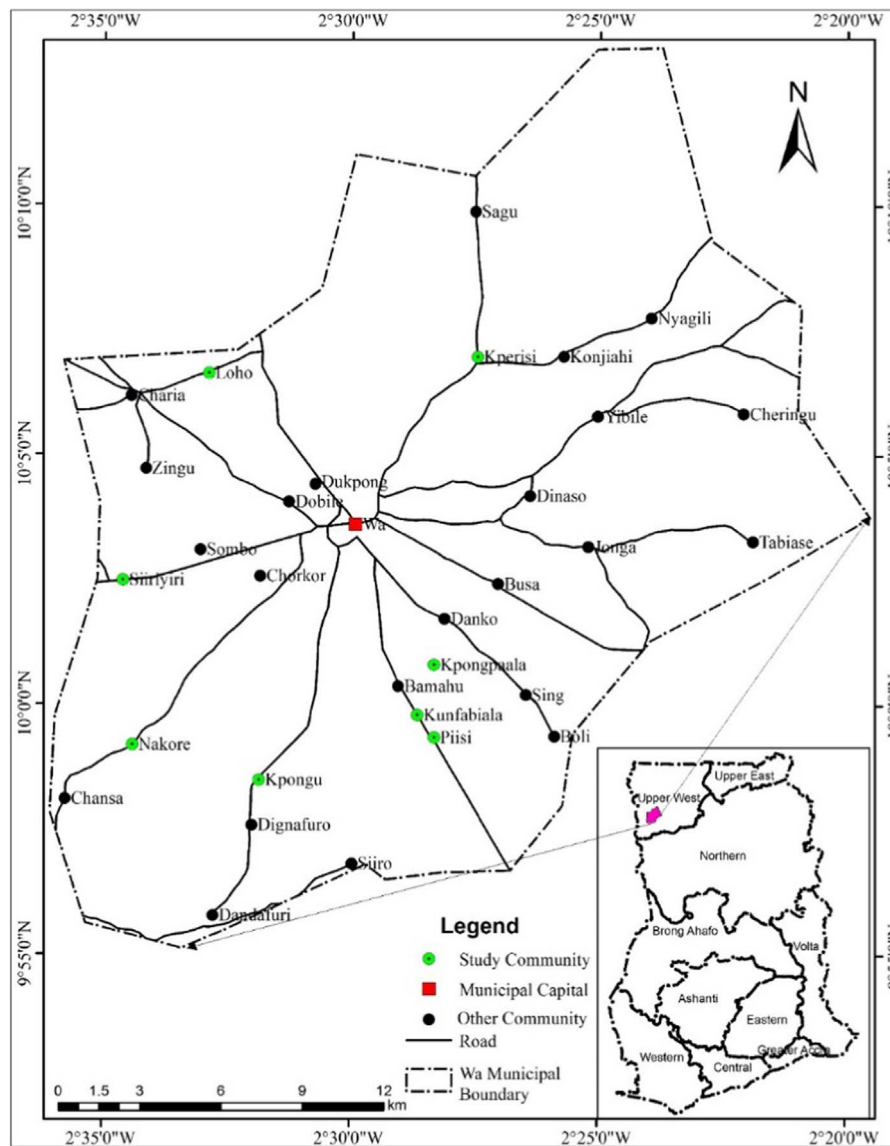 2°35'0"W 2°30'0"W 2°25'0"W 2°20'0"W
N
10°10'0"N
Sagu
Nyagili
Kperisi
Konjiahi
Loho
Charia
Yibile
Cheringu
10°5'0"N
Zingu
Dukpong
Dobile
Dinaso
Wa
Sombo
Jonga
Tabiase
Siirlyiri
Chorkor
Busa
Danko
Kpongpaala
Bamahu
Sing
10°0'0"N
Kunfabiala
Piisi
Boli
Nakore
Kpongu
Chansa
Dignafuro
Siiro
Dandafuri
9°55'0"N
Upper East
Upper West
Northern
Brong Ahafo
Volta
Ashanti
Eastern
Western
Greater Accra
Central
Legend
Study Community
Municipal Capital
Other Community
Road
Wa Municipal
Boundary
0 1.5 3 6 9 12
km
2°35'0"W 2°30'0"W 2°25'0"W 2°20'0"W